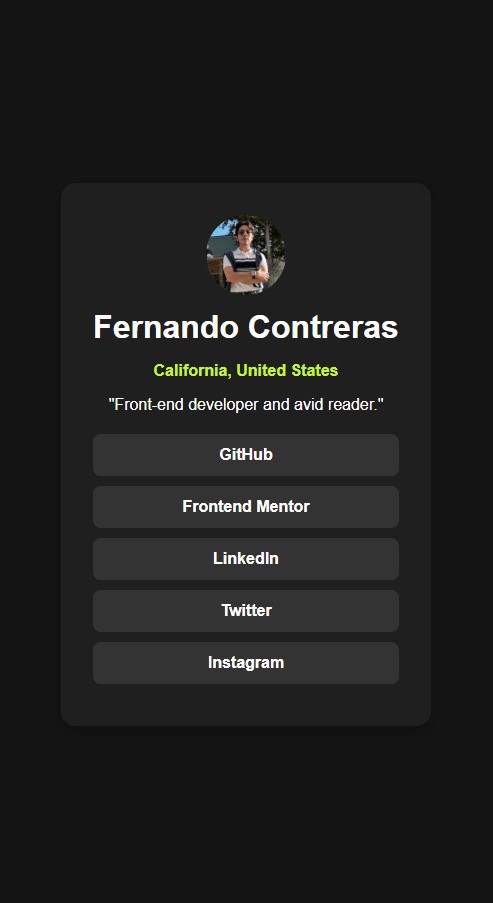 Fernando Contreras
California, United States
"Front-end developer and avid reader."
GitHub
Frontend Mentor
LinkedIn
Twitter
Instagram